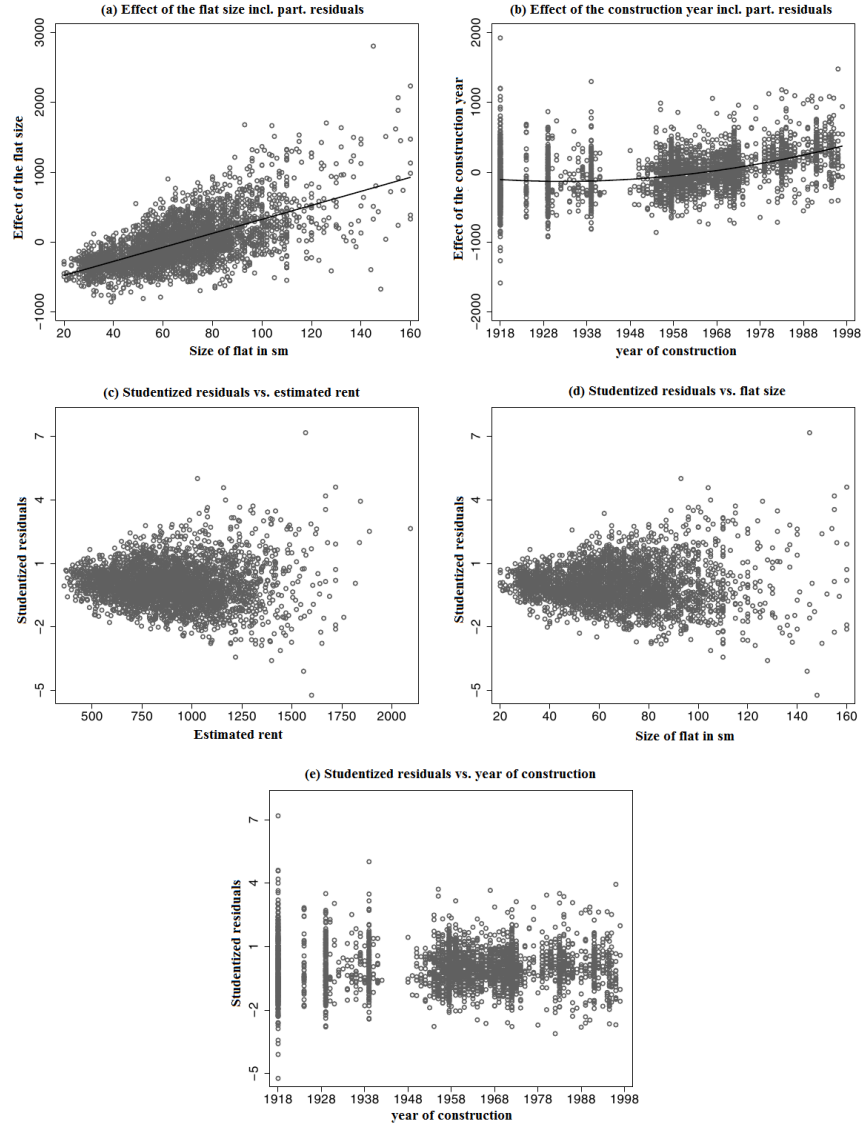 (a) Effect of the flat size incl. part. residuals
Effect of the flat size
3000
2000
1000
0
−1000
20 40 60 80 100 120 140 160
Size of flat in sm
(b) Effect of the construction year incl. part. residuals
Effect of the construction year
2000
1000
0
−1000
−2000
1918 1928 1938 1948 1958 1968 1978 1988 1998
year of construction
(c) Studentized residuals vs. estimated rent
Studentized residuals
7
4
1
−2
−5
500 750 1000 1250 1500 1750 2000
Estimated rent
(d) Studentized residuals vs. flat size
Studentized residuals
7
4
1
−2
−5
20 40 60 80 100 120 140 160
Size of flat in sm
(e) Studentized residuals vs. year of construction
Studentized residuals
7
4
1
−2
−5
1918 1928 1938 1948 1958 1968 1978 1988 1998
year of construction